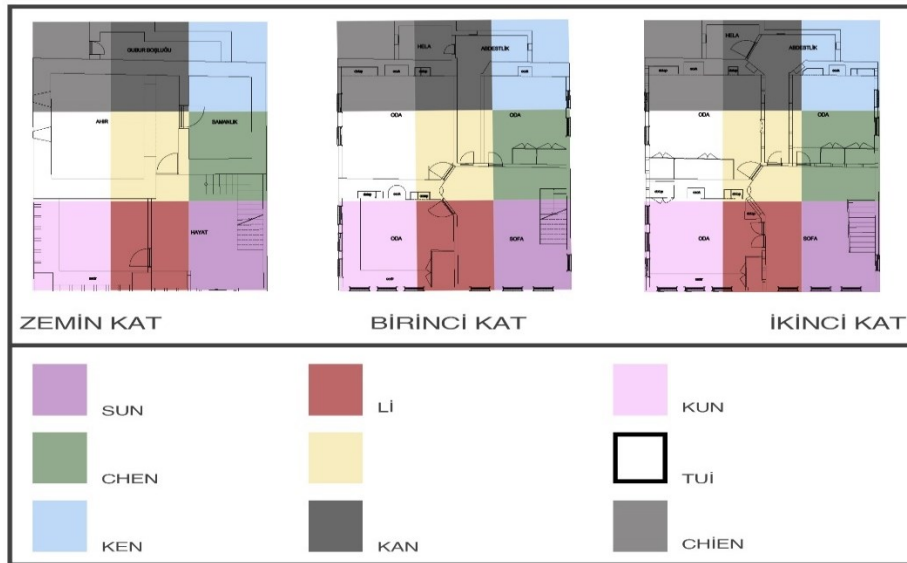 GUBUR BOŞLUĞU
AHIR
SAMANLIK
HAYAT
HELA
ABDESTLİK
ODA
ODA
ODA
SOFA
HELA
ABDESTLİK
ODA
ODA
ODA
SOFA
ZEMİN KAT
BİRİNCİ KAT
İKİNCİ KAT
SUN
Lİ
KUN
CHEN
TUİ
KEN
KAN
CHİEN